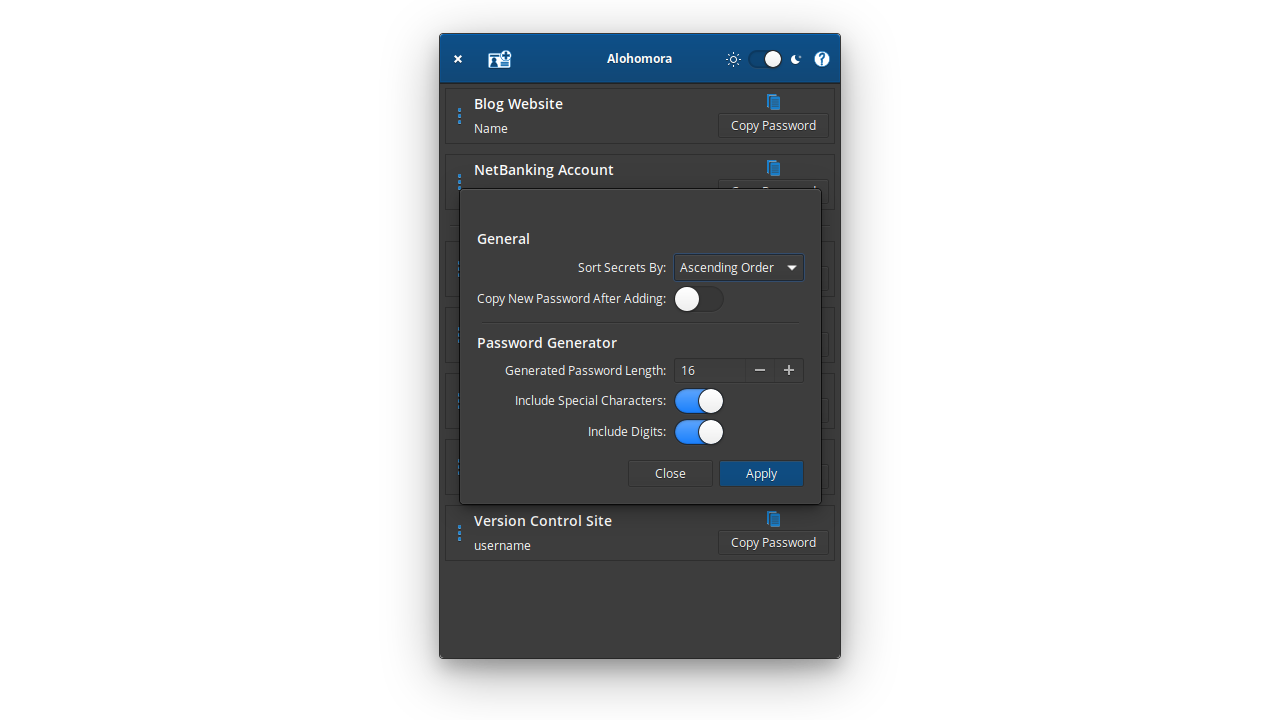 Alohomora
Blog Website
Name
Copy Password
NetBanking Account
General
Sort Secrets By: Ascending Order
Copy New Password After Adding:
Password Generator
Generated Password Length: 16
Include Special Characters:
Include Digits:
Close Apply
Version Control Site
username
Copy Password